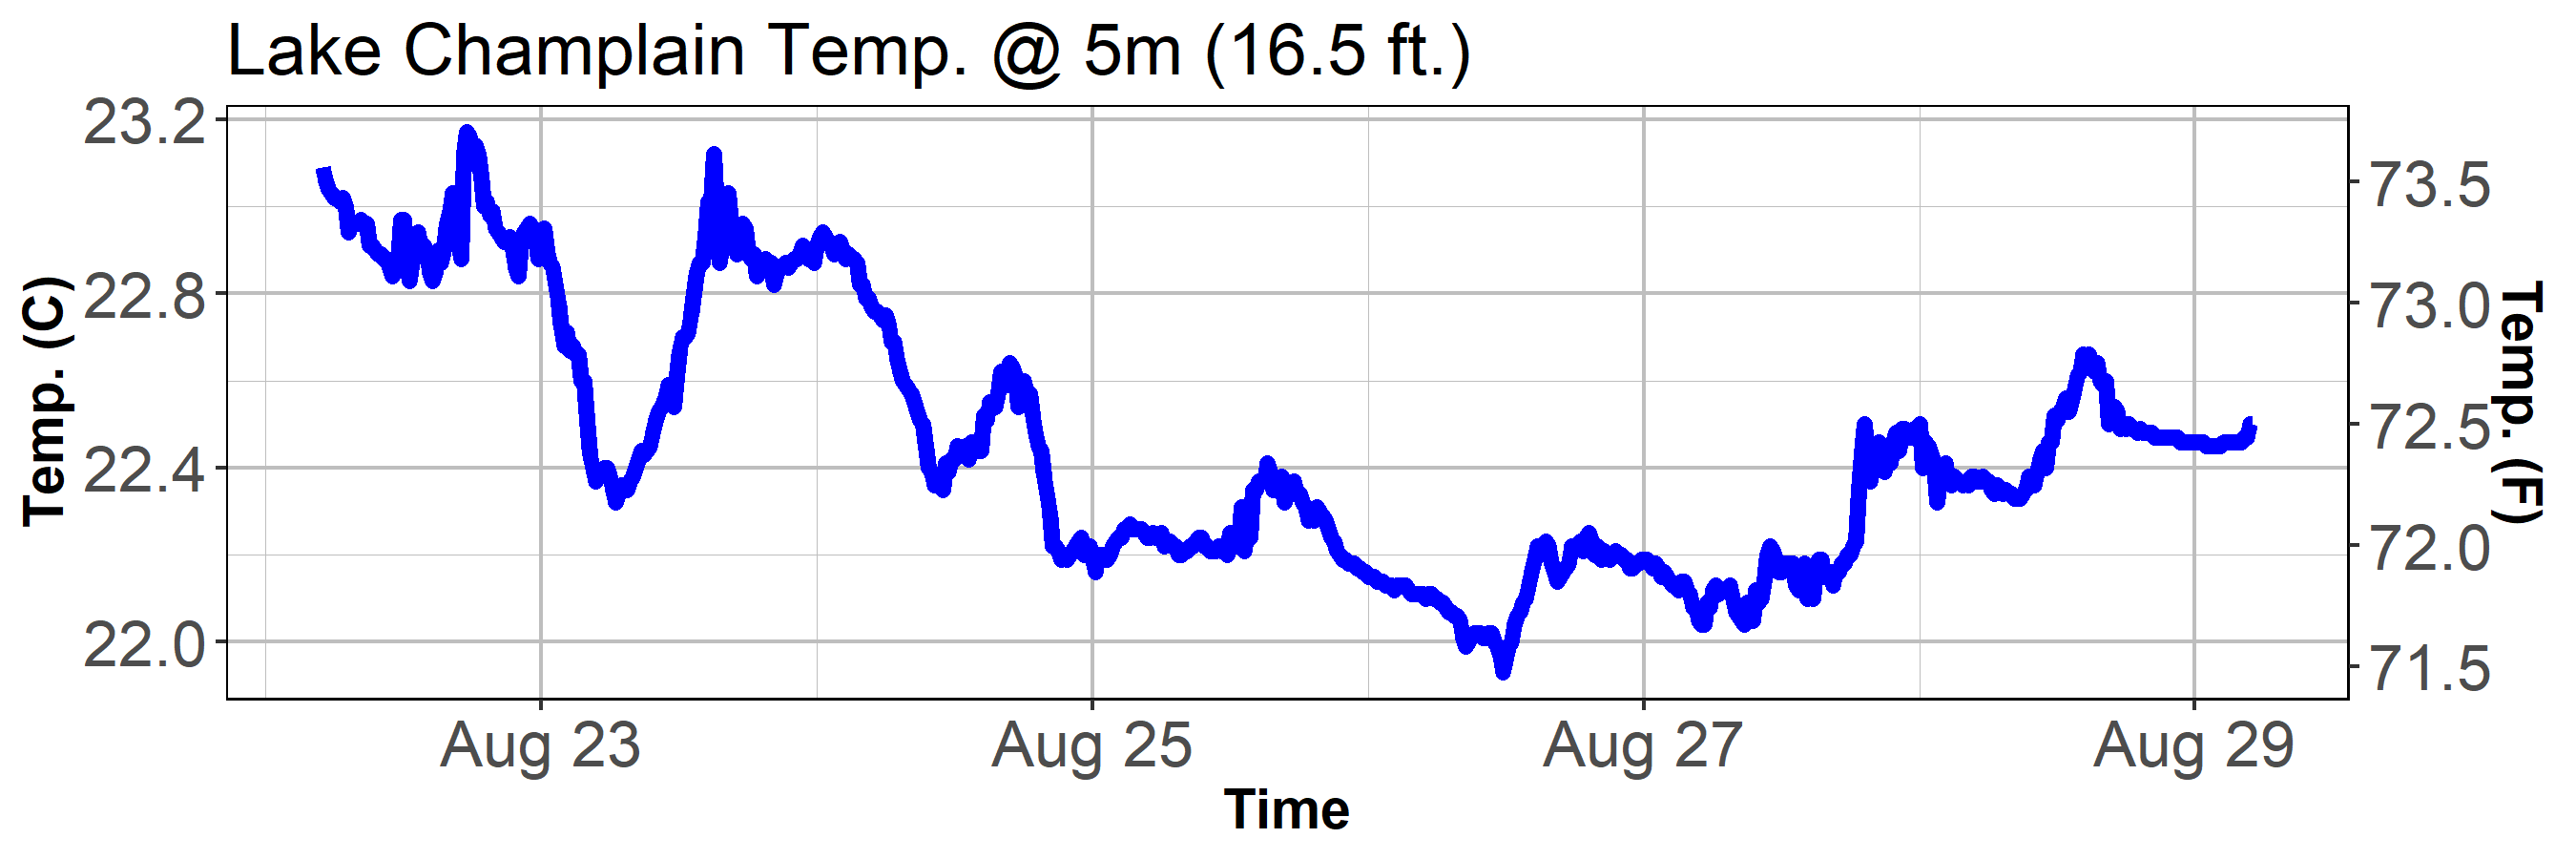 Lake Champlain Temp. @ 5m (16.5 ft.)
23.2
22.8
22.4
22.0
Temp. (C)
73.5
73.0
72.5
72.0
71.5
Temp. (F)
Aug 23 Aug 25 Aug 27 Aug 29
Time